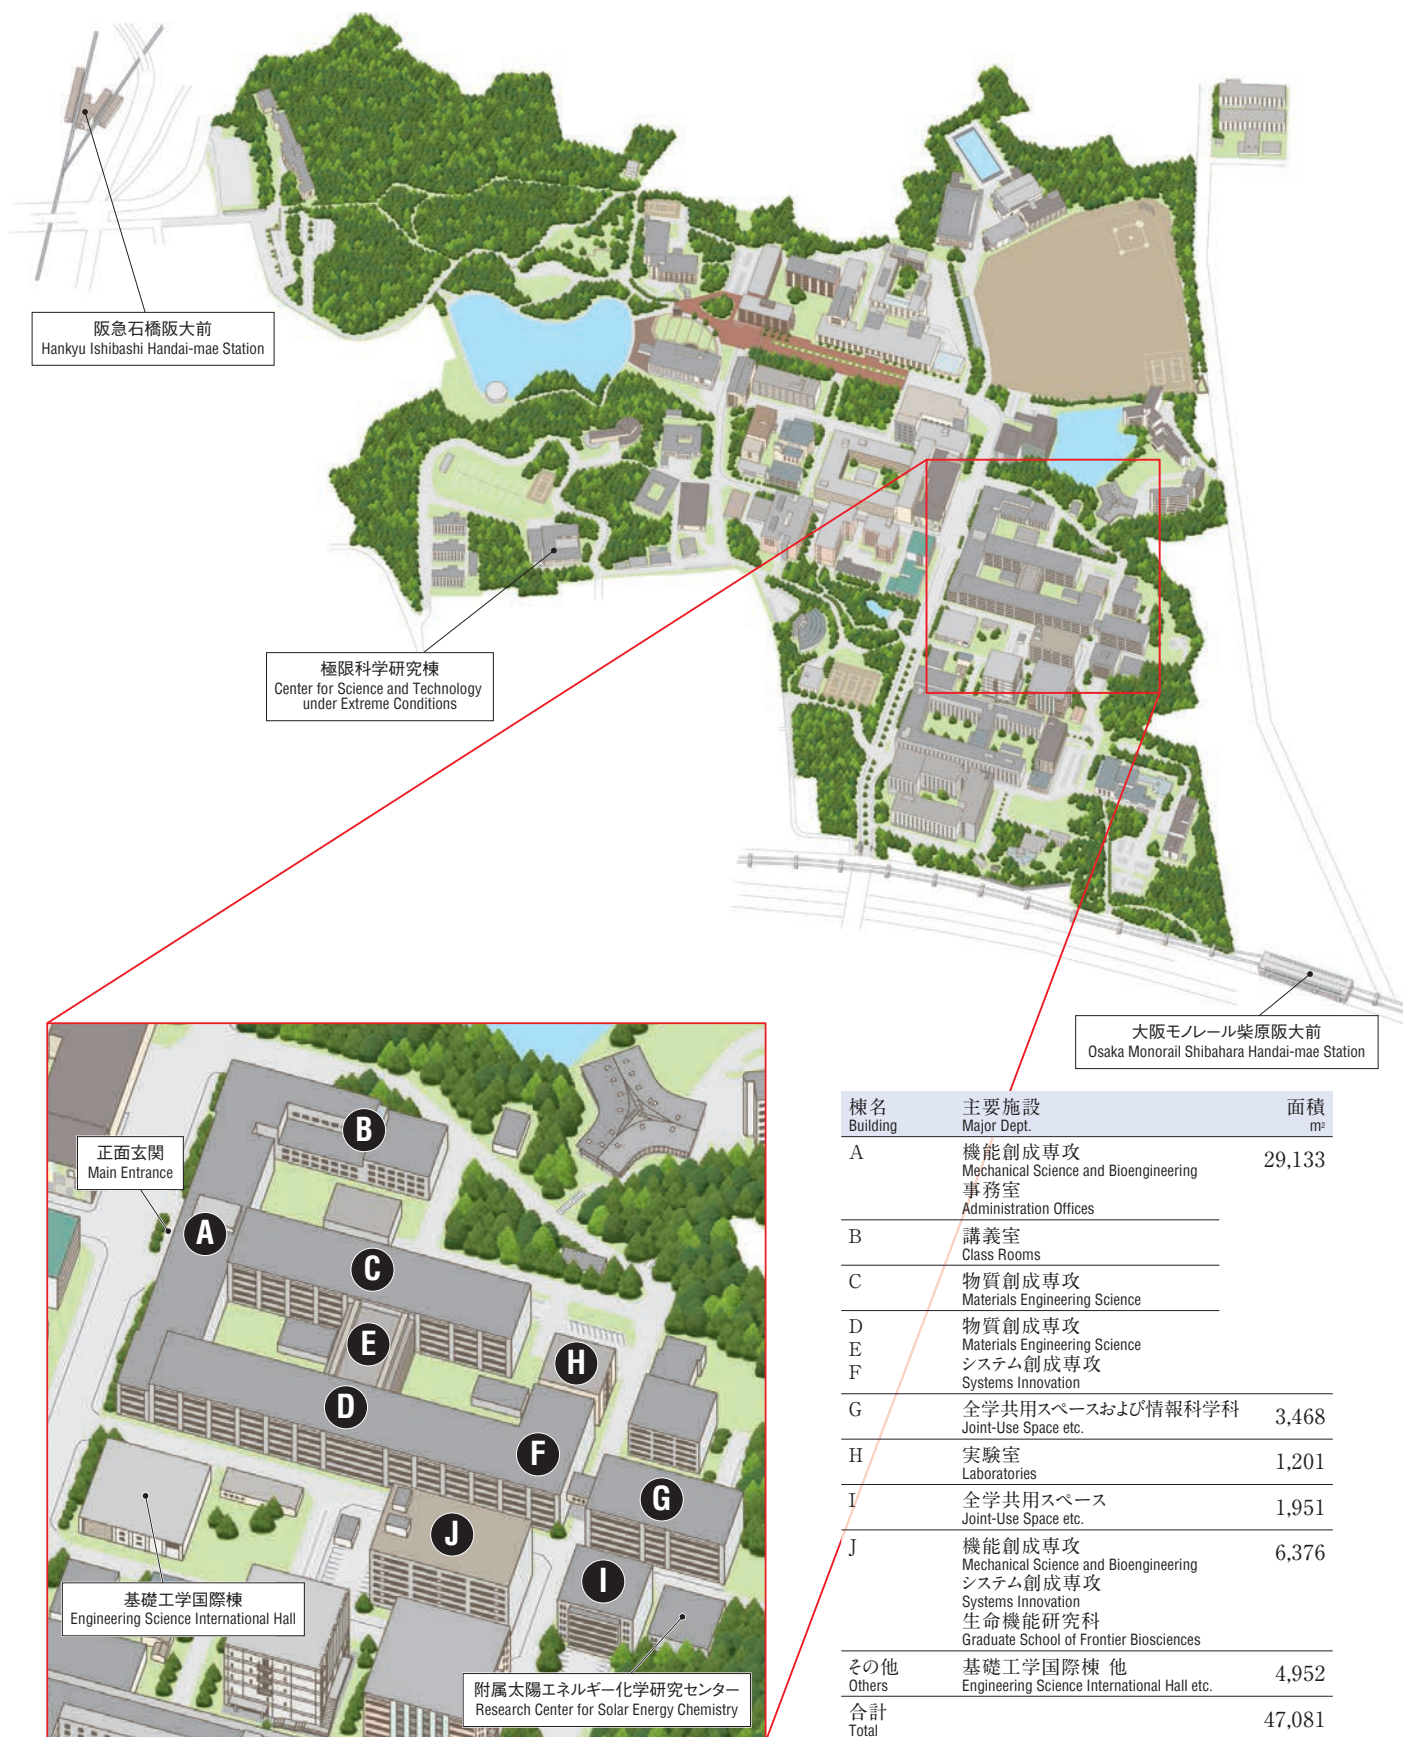 阪急石橋阪大前
Hankyu Ishibashi Handai-mae Station
極限科学研究棟
Center for Science and Technology
under Extreme Conditions
大阪モノレール柴原阪大前
Osaka Monorail Shibahara Handai-mae Station
正面玄関
Main Entrance
A
B
C
D
E
F
G
H
I
J
基礎工学国際棟
Engineering Science International Hall
附属太陽エネルギー化学研究センター
Research Center for Solar Energy Chemistry
棟名 主要施設 面積
Building Major Dept. m²
A 機能創成専攻 29,133
Mechanical Science and Bioengineering
事務室
Administration Offices
B 講義室
Class Rooms
C 物質創成専攻
Materials Engineering Science
D 物質創成専攻
E Materials Engineering Science
F システム創成専攻
Systems Innovation
G 全学共用スペースおよび情報科学科 3,468
Joint-Use Space etc.
H 実験室 1,201
Laboratories
I 全学共用スペース 1,951
Joint-Use Space etc.
J 機能創成専攻 6,376
Mechanical Science and Bioengineering
システム創成専攻
Systems Innovation
生命機能研究科
Graduate School of Frontier Biosciences
その他 基礎工学国際棟 他 4,952
Others Engineering Science International Hall etc.
合計 47,081
Total